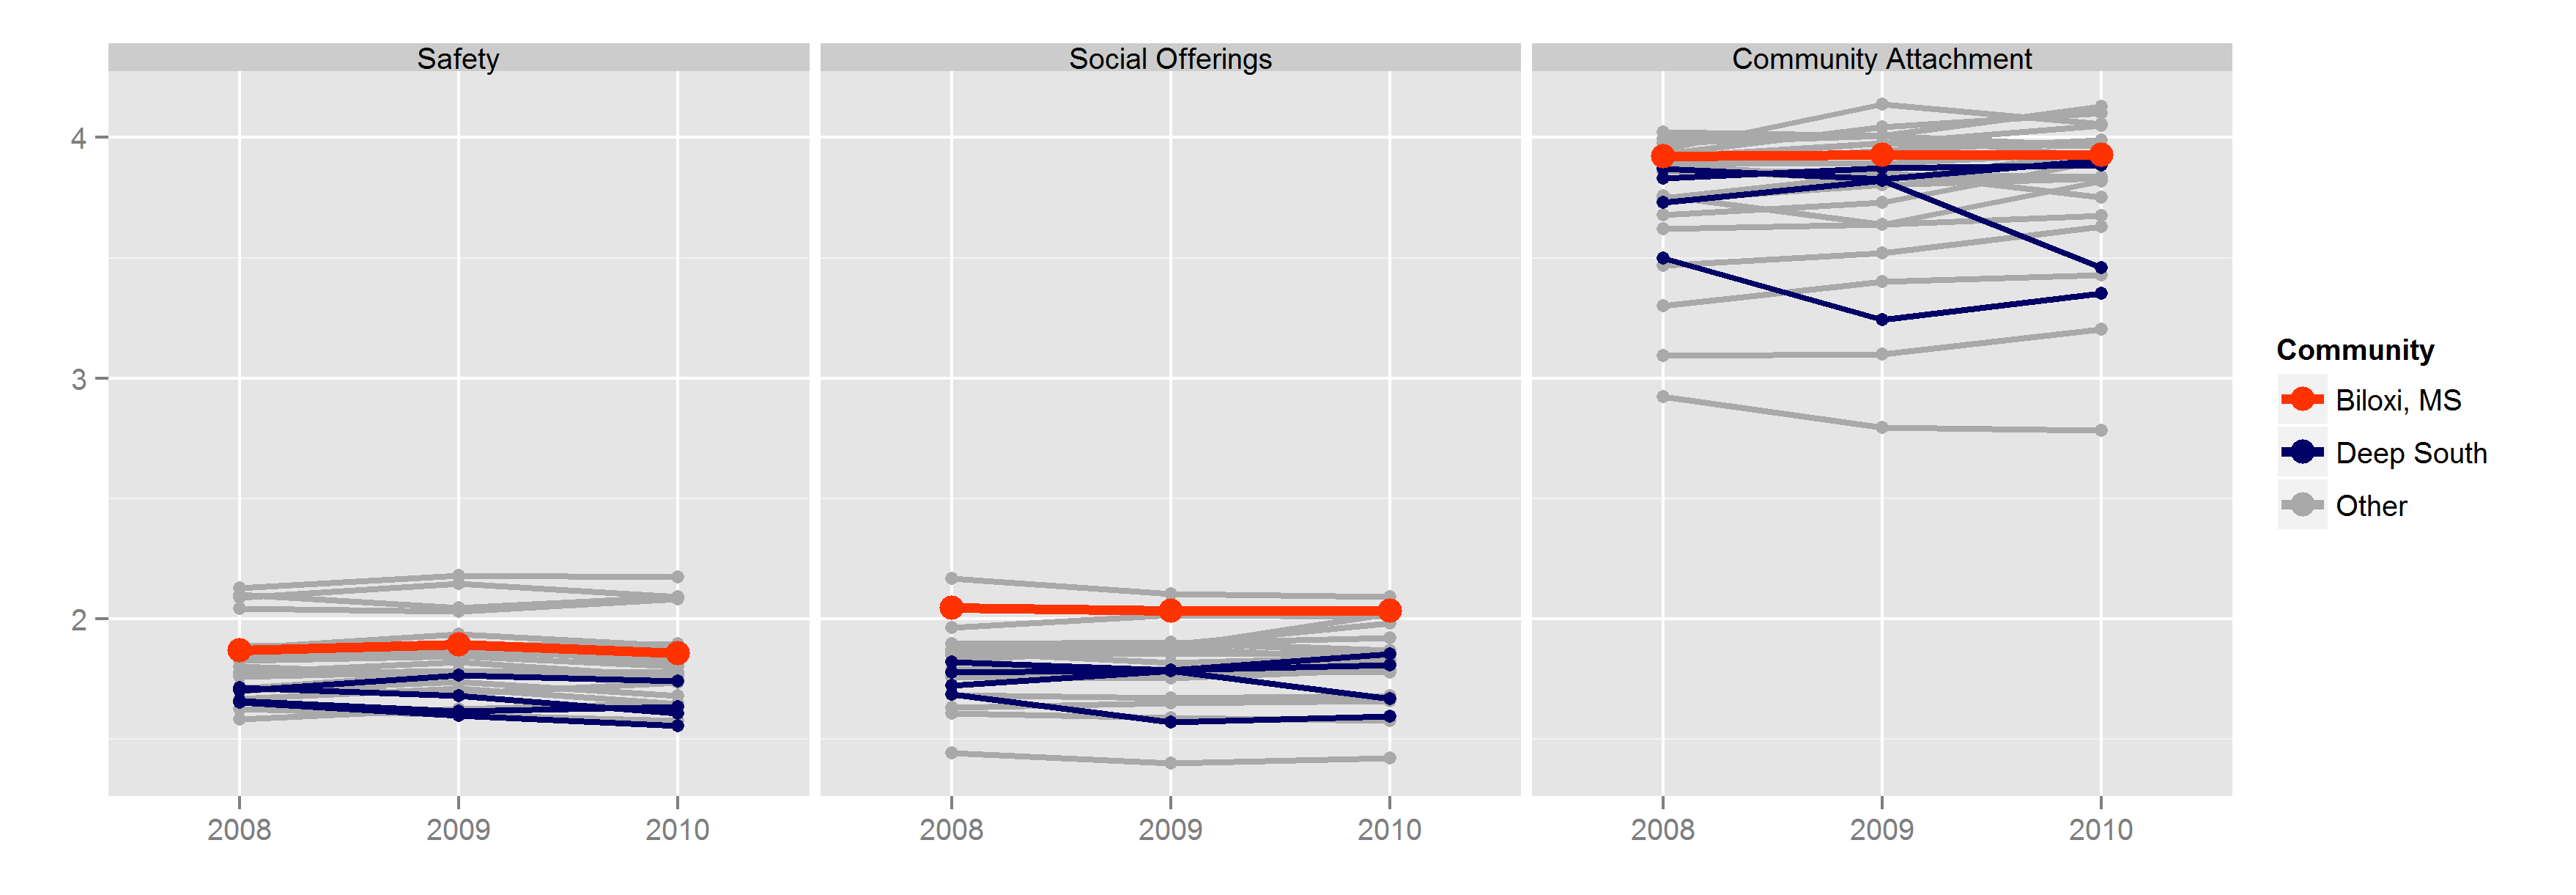 Safety
Social Offerings
Community Attachment
4
3
2
2008 2009 2010
2008 2009 2010
2008 2009 2010
Community
Biloxi, MS
Deep South
Other